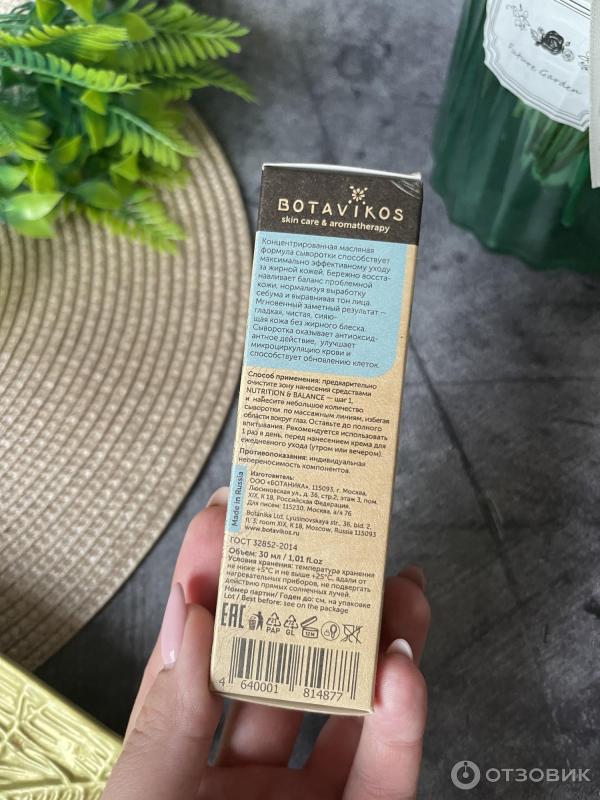 Future Garden
BOTAVIKOS
skin care & aromatherapy
Концентрированная масляная
формула сыворотки способствует
максимально эффективному уходу
за жирной кожей. Бережно восста-
навливает баланс проблемной
кожи, нормализуя выработку
себума и выравнивая тон лица.
Мгновенный заметный результат –
гладкая, чистая, сияю-
щая кожа без жирного блеска.
Сыворотка оказывает антиоксид-
антное действие, улучшает
микроциркуляцию крови и
способствует обновлению клеток.
Способ применения: предварительно
очистите зону нанесения средствами
NUTRITION & BALANCE — шаг 1,
и нанесите небольшое количество
сыворотки по массажным линиям, избегая
области вокруг глаз. Оставьте до полного
впитывания. Рекомендуется использовать
1 раз в день, перед нанесением крема для
ежедневного ухода (утром или вечером).
Противопоказания: индивидуальная
непереносимость компонентов.
Made in Russia
Изготовитель:
ООО «БОТАНИКА», 115093, г. Москва,
Люсиновская ул., д. 36, стр.2, этаж 3, пом.
XIX, К 18, Российская Федерация.
Для писем: 115230, Москва, а/я 76
Botanika Ltd, Lyusinovskaya str., 36, bld. 2,
fl. 3, room XIX, K 18, Moscow, Russia 115093
www.botavikos.ru
ГОСТ 32852-2014
Объем: 30 мл / 1,01 fl.oz
Условия хранения: температура хранения
не ниже +5°С и не выше +25°С, вдали от
нагревательных приборов, не подвергать
действию прямых солнечных лучей.
Номер партии/ Годен до: см. на упаковке
Lot / Best before: see on the package
EAC
PAP GL
12M
4 640001 814877
ОТЗОВИК